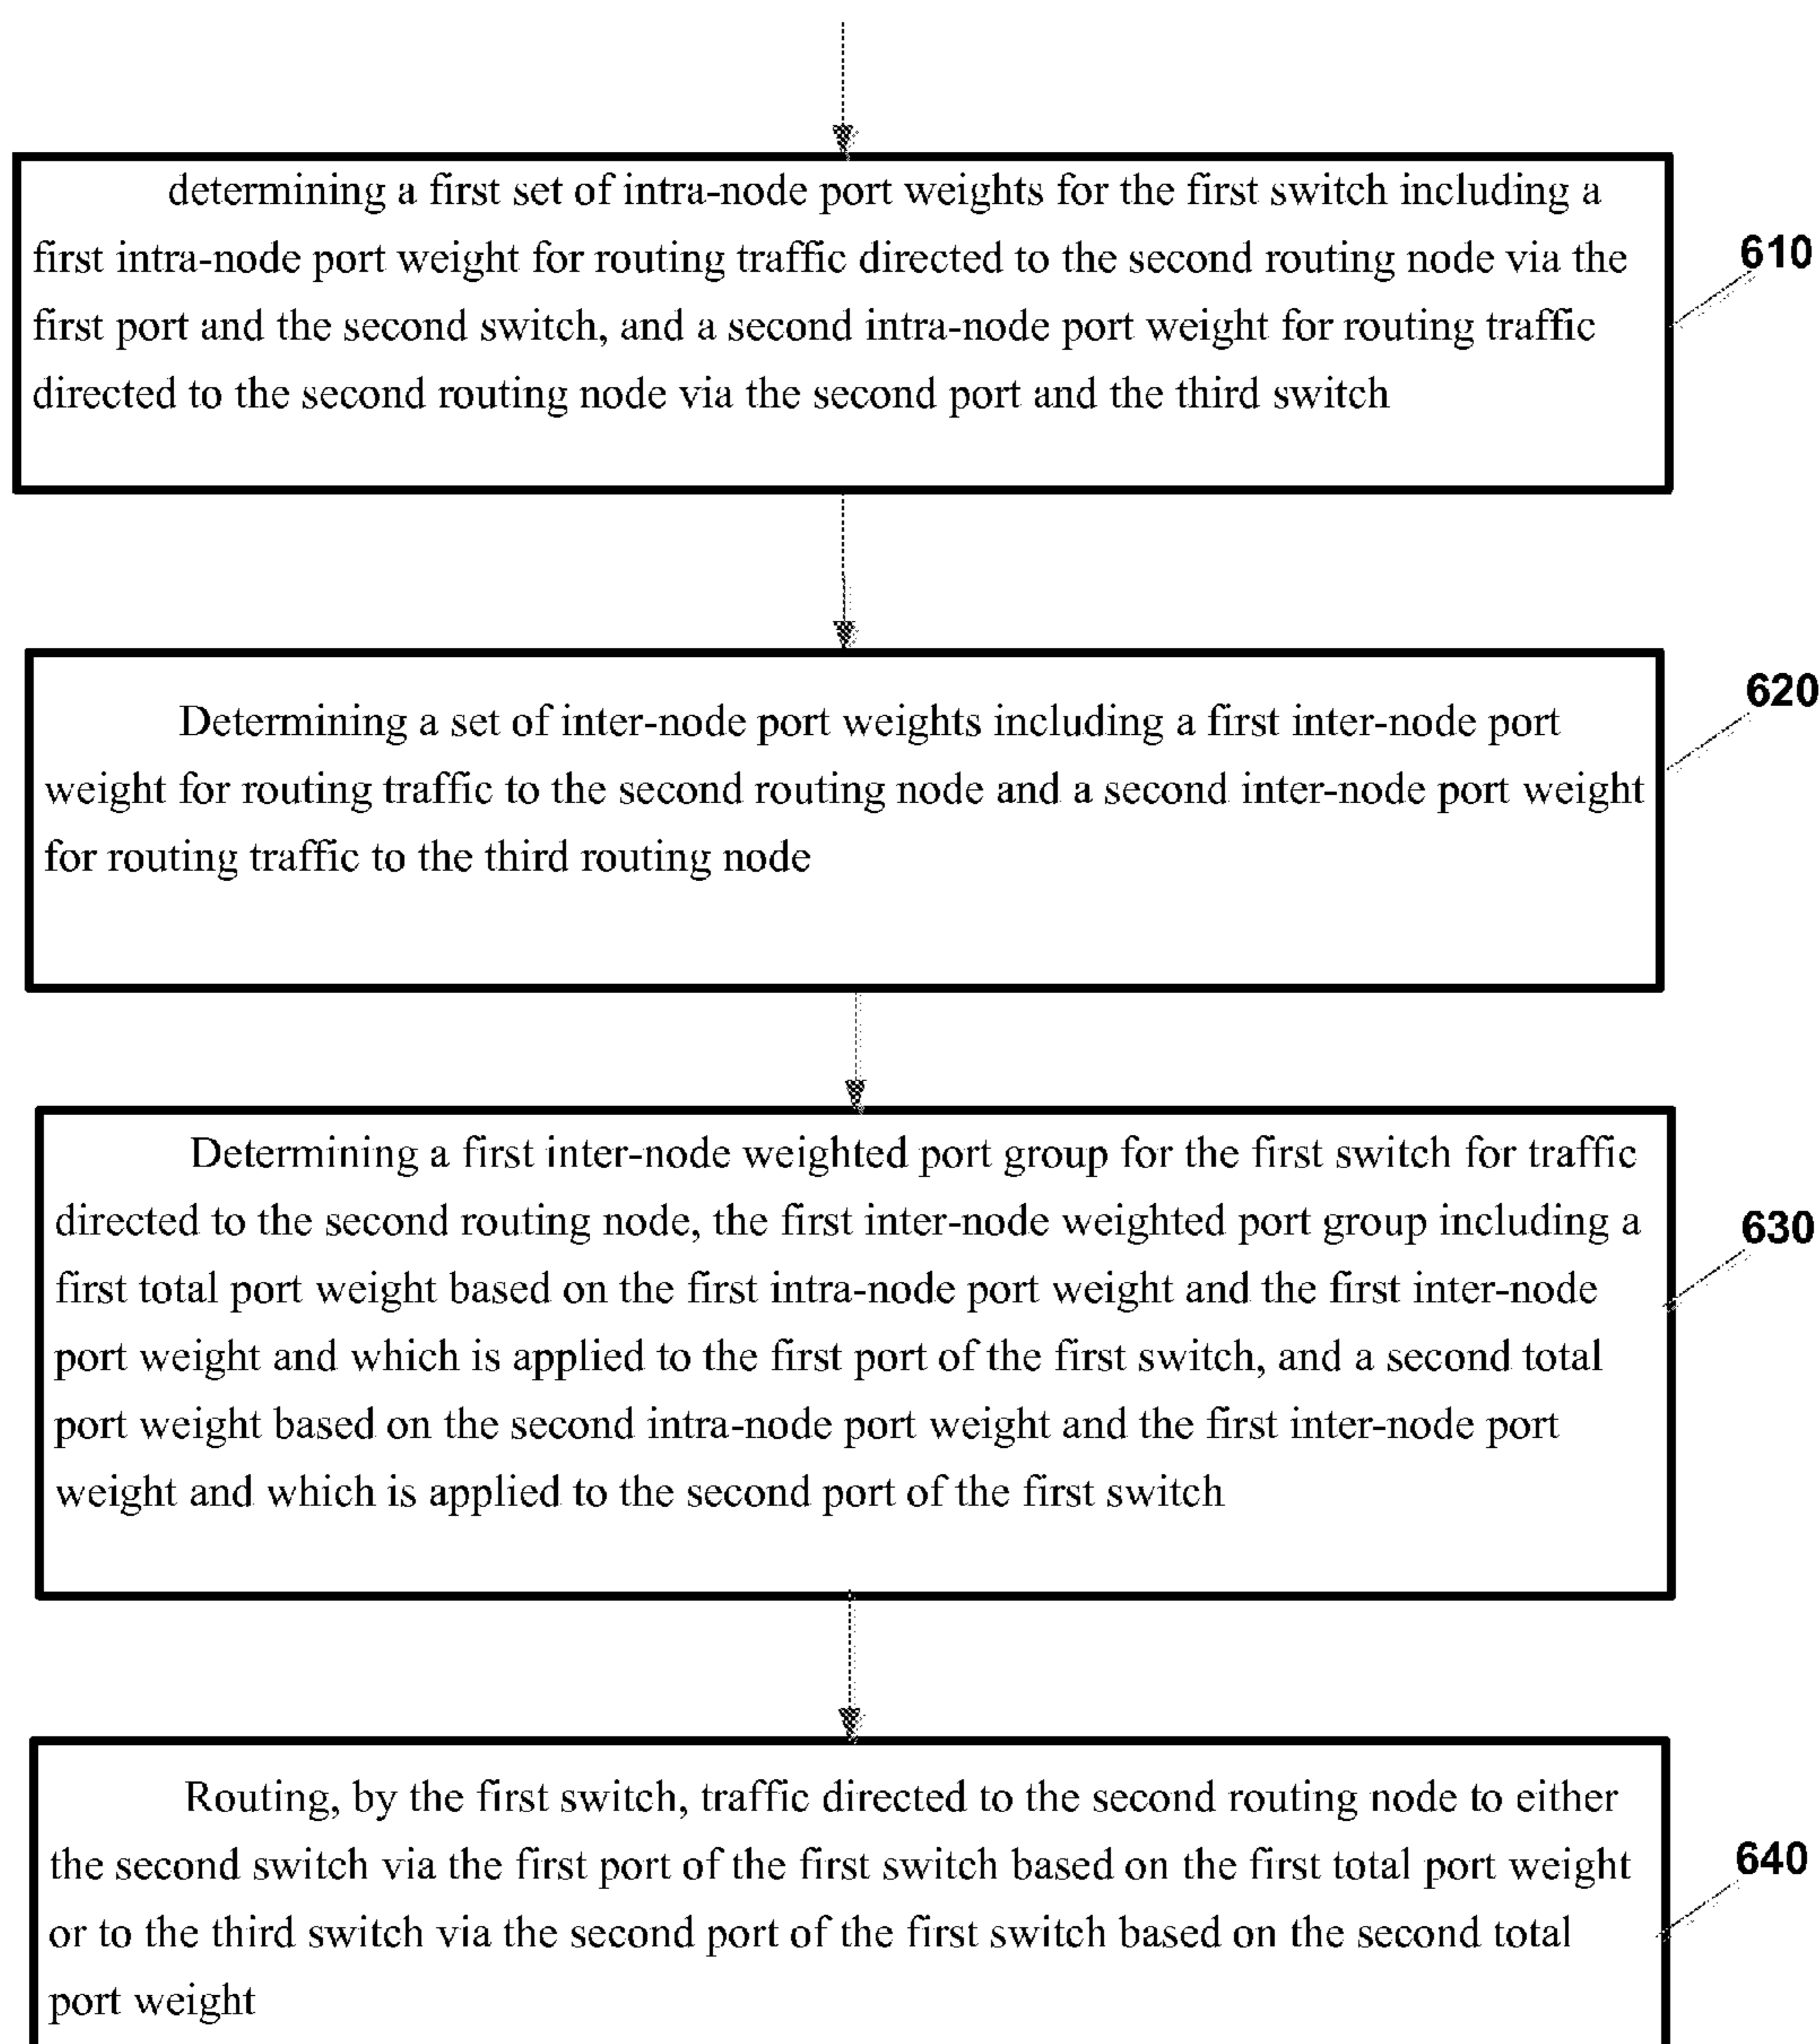 determining a first set of intra-node port weights for the first switch including a
first intra-node port weight for routing traffic directed to the second routing node via the
first port and the second switch, and a second intra-node port weight for routing traffic
directed to the second routing node via the second port and the third switch
610
Determining a set of inter-node port weights including a first inter-node port
weight for routing traffic to the second routing node and a second inter-node port weight
for routing traffic to the third routing node
620
Determining a first inter-node weighted port group for the first switch for traffic
directed to the second routing node, the first inter-node weighted port group including a
first total port weight based on the first intra-node port weight and the first inter-node
port weight and which is applied to the first port of the first switch, and a second total
port weight based on the second intra-node port weight and the first inter-node port
weight and which is applied to the second port of the first switch
630
Routing, by the first switch, traffic directed to the second routing node to either
the second switch via the first port of the first switch based on the first total port weight
or to the third switch via the second port of the first switch based on the second total
port weight
640